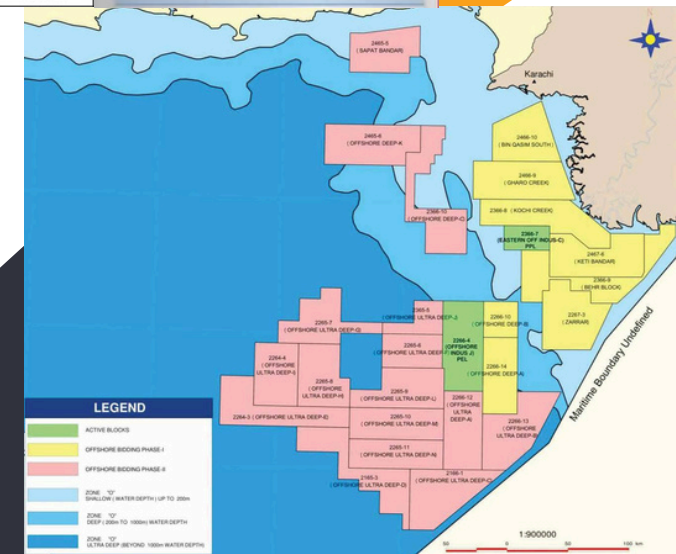 2465-5
( SAPAT BANDAR)
Karachi
2465-8
( OFFSHORE DEEP-K
2466-10
( BIN QASIM SOUTH )
2466-9
( GHARO CREEK)
2366-10
( OFFSHORE DEEP-C)
2366-8 ( KOCHI CREEK)
2366-7
(EASTERN OFF INDUS-C)
PPL
2467-6
( KETI BANDAR)
2366-9
( BEHR BLOCK)
2267-3
( ZARRAR)
Maritime Boundary Undefined
2265-7
( OFFSHORE ULTRA DEEP-G)
2365-5
(OFFSHORE ULTRA DEEP-J)
2266-10
(OFFSHORE DEEP-B)
2266-4
(OFFSHORE
INDUS J)
PEL
2265-6
( OFFSHORE ULTRA DEEP-F)
2264-4
( OFFSHORE
ULTRA DEEP-I)
2265-8
(OFFSHORE
ULTRA DEEP-H)
2266-14
( OFFSHORE DEEP-A)
2265-9
( OFFSHORE ULTRA DEEP-L)
2266-12
(OFFSHORE
ULTRA
DEEP-A)
2264-3 ( OFFSHORE ULTRA DEEP-E)
2265-10
( OFFSHORE ULTRA DEEP-M)
2266-13
(OFFSHORE
ULTRA DEEP-B)
2265-11
( OFFSHORE ULTRA DEEP-N)
2165-3
( OFFSHORE ULTRA DEEP-D)
2166-1
( OFFSHORE ULTRA DEEP-C)
LEGEND
ACTIVE BLOCKS
OFFSHORE BIDDING PHASE-I
OFFSHORE BIDDING PHASE-II
ZONE "O"
SHALLOW ( WATER DEPTH ) UP TO 200m
ZONE "O"
DEEP ( 200m TO 1000m) WATER DEPTH
ZONE "O"
ULTRA DEEP (BEYOND 1000m WATER DEPTH)
1:900000
50 0 50 100 km